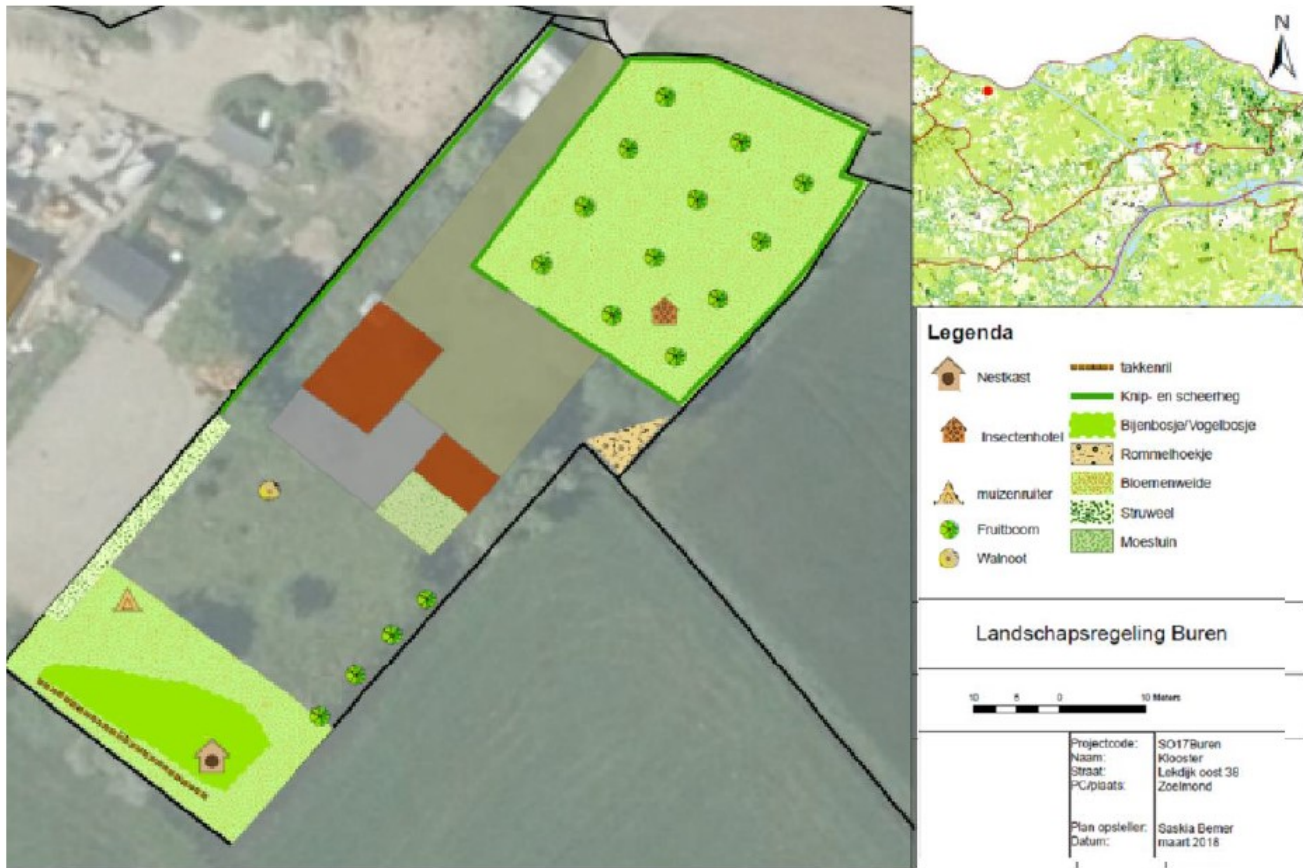 N
Legenda
Nestkast
Insectenhotel
muizenruiter
Fruitboom
Walnoot
takkenril
Knip- en scheerheg
Bijenbosje/Vogelbosje
Rommelhoekje
Bloemenweide
Struweel
Moestuin
Landschapsregeling Buren
10 5 0 10 Meters
Projectcode: SO17Buren
Naam: Klooster
Straat: Lekdijk oost 38
PC/plaats: Zoelmond
Plan opsteller: Saskia Bemer
Datum: maart 2018